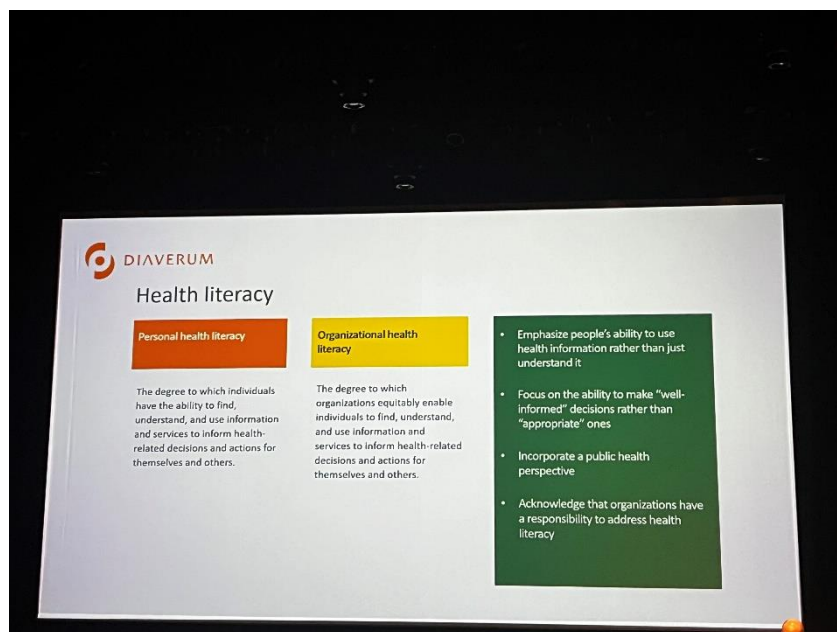 DIAVERUM
Health literacy
Personal health literacy
The degree to which individuals
have the ability to find,
understand, and use information
and services to inform health-
related decisions and actions for
themselves and others.
Organizational health
literacy
The degree to which
organizations equitably enable
individuals to find, understand,
and use information and
services to inform health-related
decisions and actions for
themselves and others.
• Emphasize people's ability to use
health information rather than just
understand it
• Focus on the ability to make "well-
informed" decisions rather than
"appropriate" ones
• Incorporate a public health
perspective
• Acknowledge that organizations have
a responsibility to address health
literacy